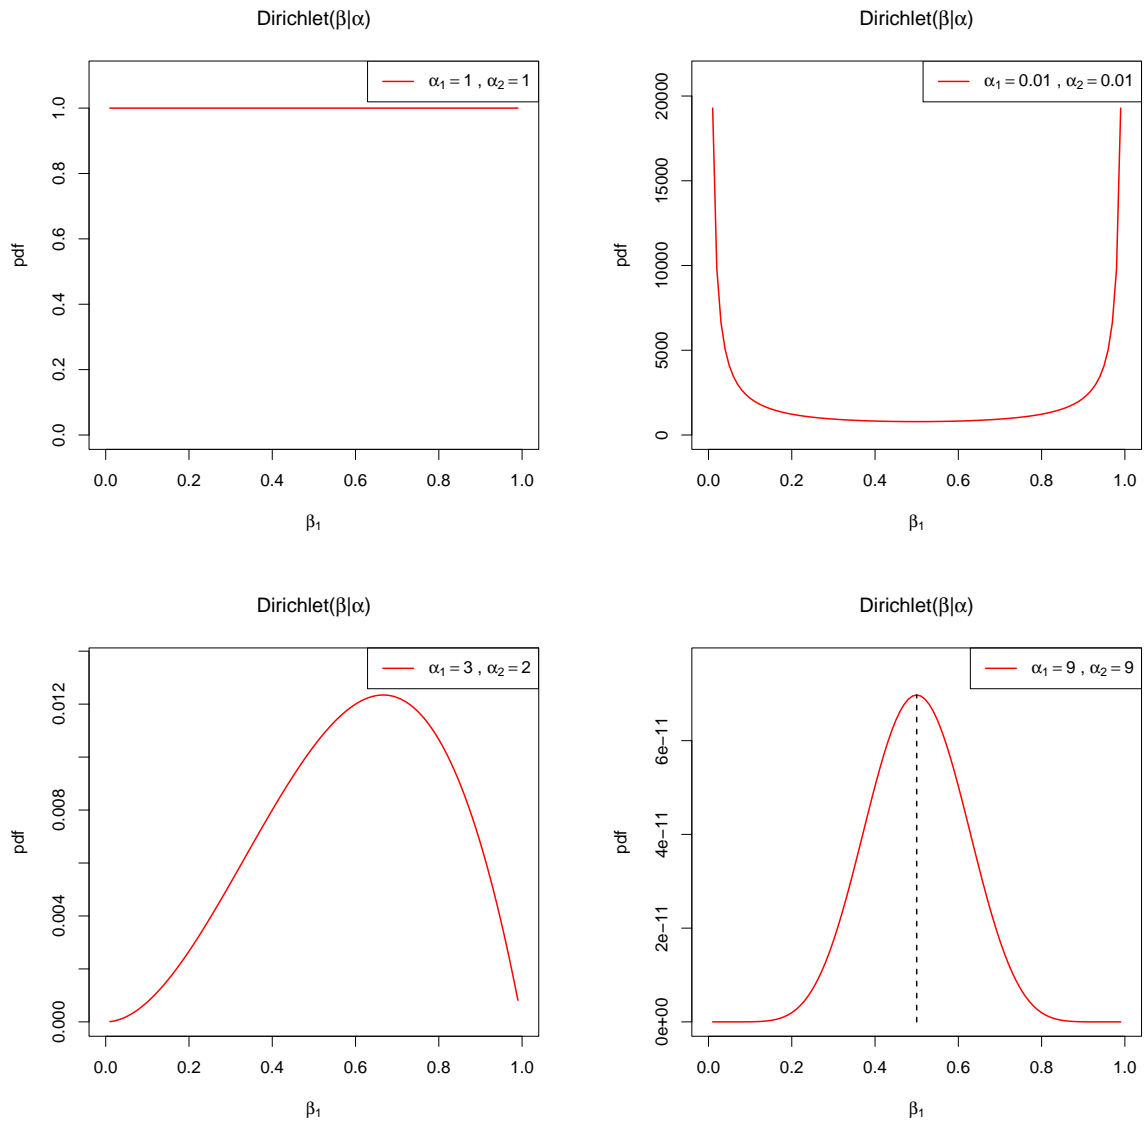 Dirichlet(β|α)
α₁ = 1 , α₂ = 1
pdf
0.0 0.2 0.4 0.6 0.8 1.0
0.0 0.2 0.4 0.6 0.8 1.0
β₁
Dirichlet(β|α)
α₁ = 0.01 , α₂ = 0.01
pdf
0 5000 10000 15000 20000
0.0 0.2 0.4 0.6 0.8 1.0
β₁
Dirichlet(β|α)
α₁ = 3 , α₂ = 2
pdf
0.000 0.004 0.008 0.012
0.0 0.2 0.4 0.6 0.8 1.0
β₁
Dirichlet(β|α)
α₁ = 9 , α₂ = 9
pdf
0e+00 2e−11 4e−11 6e−11
0.0 0.2 0.4 0.6 0.8 1.0
β₁